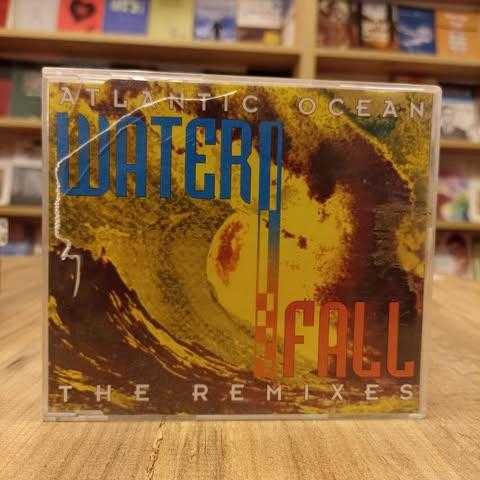 ATLANTIC OCEAN
WATER
FALL
THE REMIXES